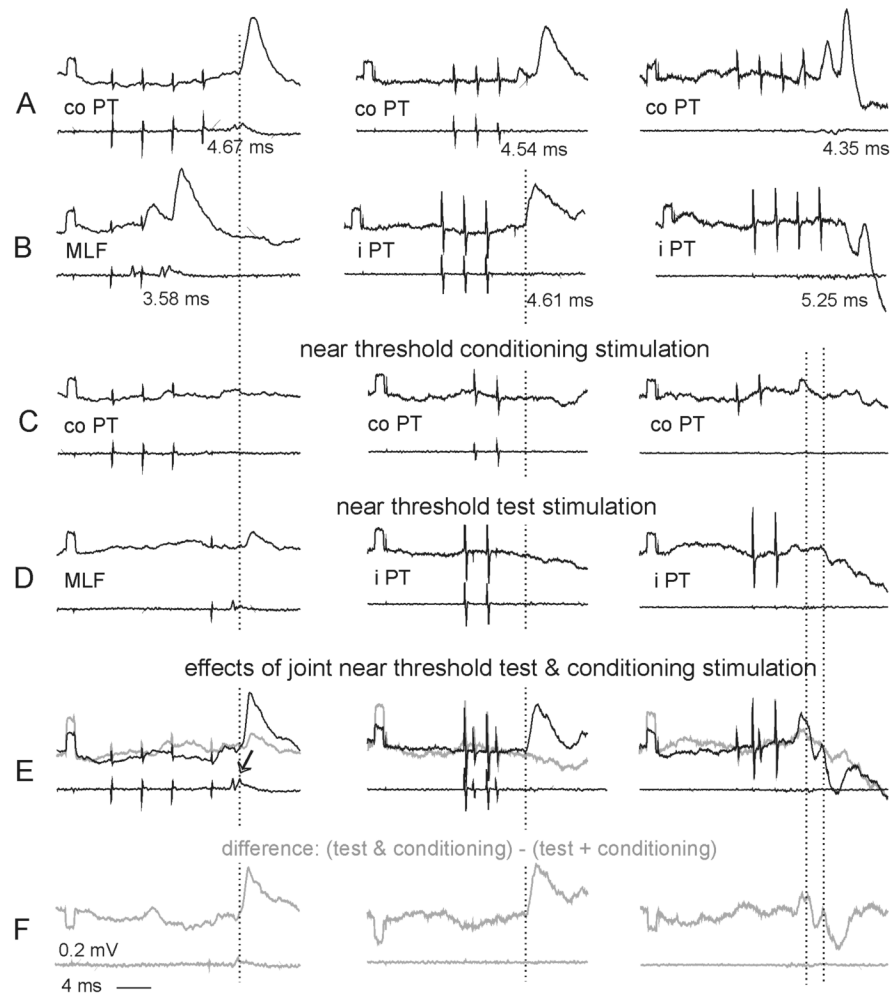 A
co PT
4.67 ms
co PT
4.54 ms
co PT
4.35 ms
B
MLF
3.58 ms
i PT
4.61 ms
i PT
5.25 ms
near threshold conditioning stimulation
C
co PT
co PT
co PT
near threshold test stimulation
D
MLF
i PT
i PT
effects of joint near threshold test & conditioning stimulation
E
difference: (test & conditioning) - (test + conditioning)
F
0.2 mV
4 ms